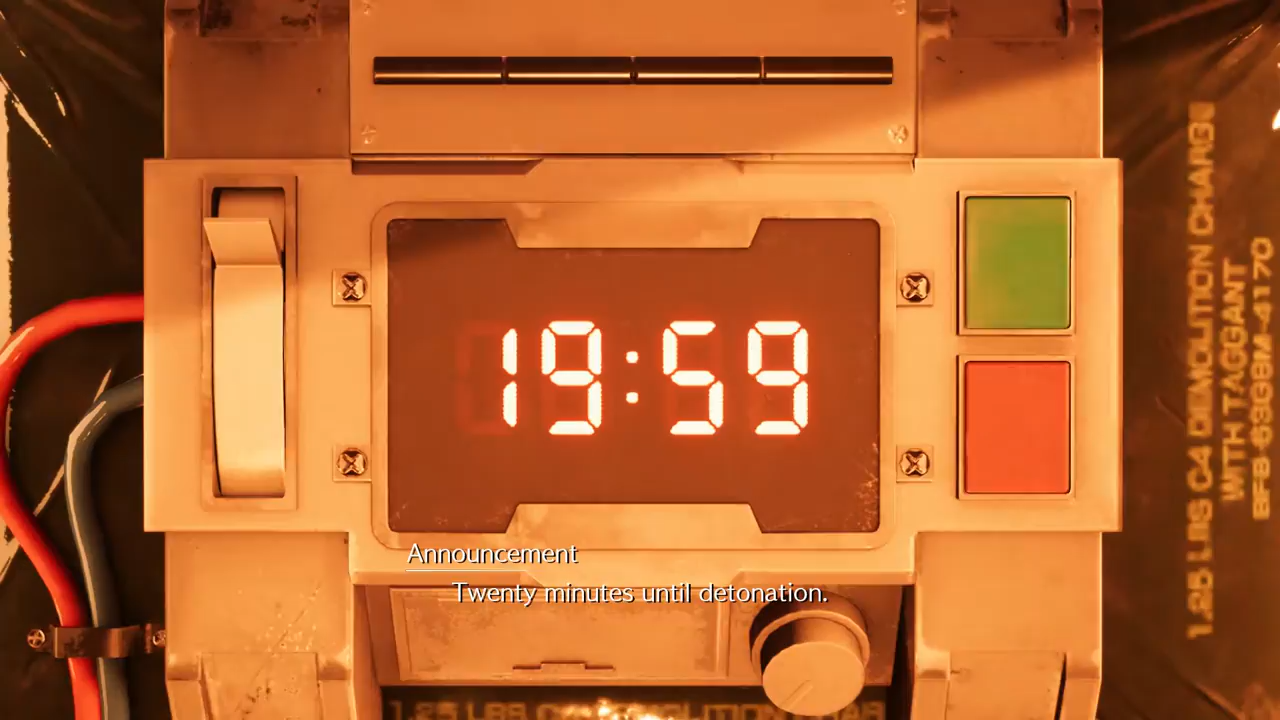 19:59
Announcement
Twenty minutes until detonation.
1.25 LBS C4 DEMOLITION CHARGE
WITH TAGGANT